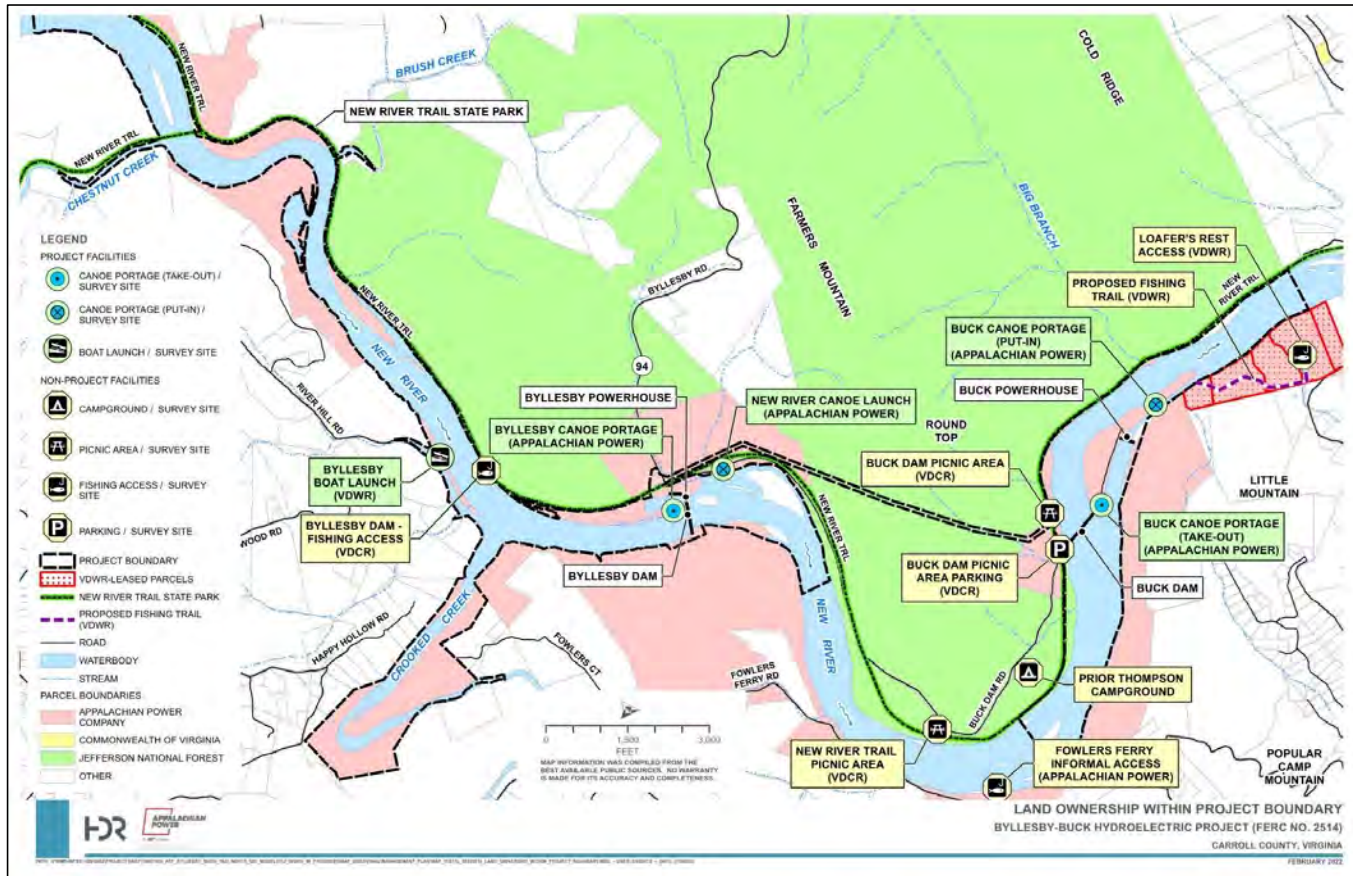 NEW RIVER TRL
BRUSH CREEK
COLD RIDGE
NEW RIVER TRAIL STATE PARK
NEW RIVER TRL
CHESTNUT CREEK
BIG BRANCH
FARMERS MOUNTAIN
LOAFER'S REST
ACCESS (VDWR)
BYLLESBY RD
PROPOSED FISHING
TRAIL (VDWR)
NEW
RIVER TRL
NEW RIVER TRL
BUCK CANOE PORTAGE
(PUT-IN)
(APPALACHIAN POWER)
NEW RIVER
94
BUCK POWERHOUSE
RIVER HILL RD
BYLLESBY POWERHOUSE
NEW RIVER CANOE LAUNCH
(APPALACHIAN POWER)
BYLLESBY CANOE PORTAGE
(APPALACHIAN POWER)
ROUND
TOP
BUCK DAM PICNIC AREA
(VDCR)
BYLLESBY
BOAT LAUNCH
(VDWR)
LITTLE
MOUNTAIN
BYLLESBY DAM -
FISHING ACCESS
(VDCR)
WOOD RD
NEW RIVER TRL
BUCK CANOE PORTAGE
(TAKE-OUT)
(APPALACHIAN POWER)
BYLLESBY DAM
BUCK DAM PICNIC
AREA PARKING
(VDCR)
P
BUCK DAM
NEW
RIVER
HAPPY HOLLOW RD
CROOKED CREEK
FOWLERS CT
FOWLERS
FERRY RD
BUCK DAM RD
PRIOR THOMPSON
CAMPGROUND
NEW RIVER TRAIL
PICNIC AREA
(VDCR)
FOWLERS FERRY
INFORMAL ACCESS
(APPALACHIAN POWER)
POPULAR
CAMP
MOUNTAIN
LEGEND
PROJECT FACILITIES
CANOE PORTAGE (TAKE-OUT) /
SURVEY SITE
CANOE PORTAGE (PUT-IN) /
SURVEY SITE
BOAT LAUNCH / SURVEY SITE
NON-PROJECT FACILITIES
CAMPGROUND / SURVEY SITE
PICNIC AREA / SURVEY SITE
FISHING ACCESS / SURVEY
SITE
P
PARKING / SURVEY SITE
PROJECT BOUNDARY
VDWR-LEASED PARCELS
NEW RIVER TRAIL STATE PARK
PROPOSED FISHING TRAIL
(VDWR)
ROAD
WATERBODY
STREAM
PARCEL BOUNDARIES
APPALACHIAN POWER
COMPANY
COMMONWEALTH OF VIRGINIA
JEFFERSON NATIONAL FOREST
OTHER
0 1,500 3,000
FEET
MAP INFORMATION WAS COMPILED FROM THE
BEST AVAILABLE PUBLIC SOURCES. NO WARRANTY
IS MADE FOR ITS ACCURACY AND COMPLETENESS.
HDR
APPALACHIAN
POWER
LAND OWNERSHIP WITHIN PROJECT BOUNDARY
BYLLESBY-BUCK HYDROELECTRIC PROJECT (FERC NO. 2514)
CARROLL COUNTY, VIRGINIA
FEBRUARY 2022